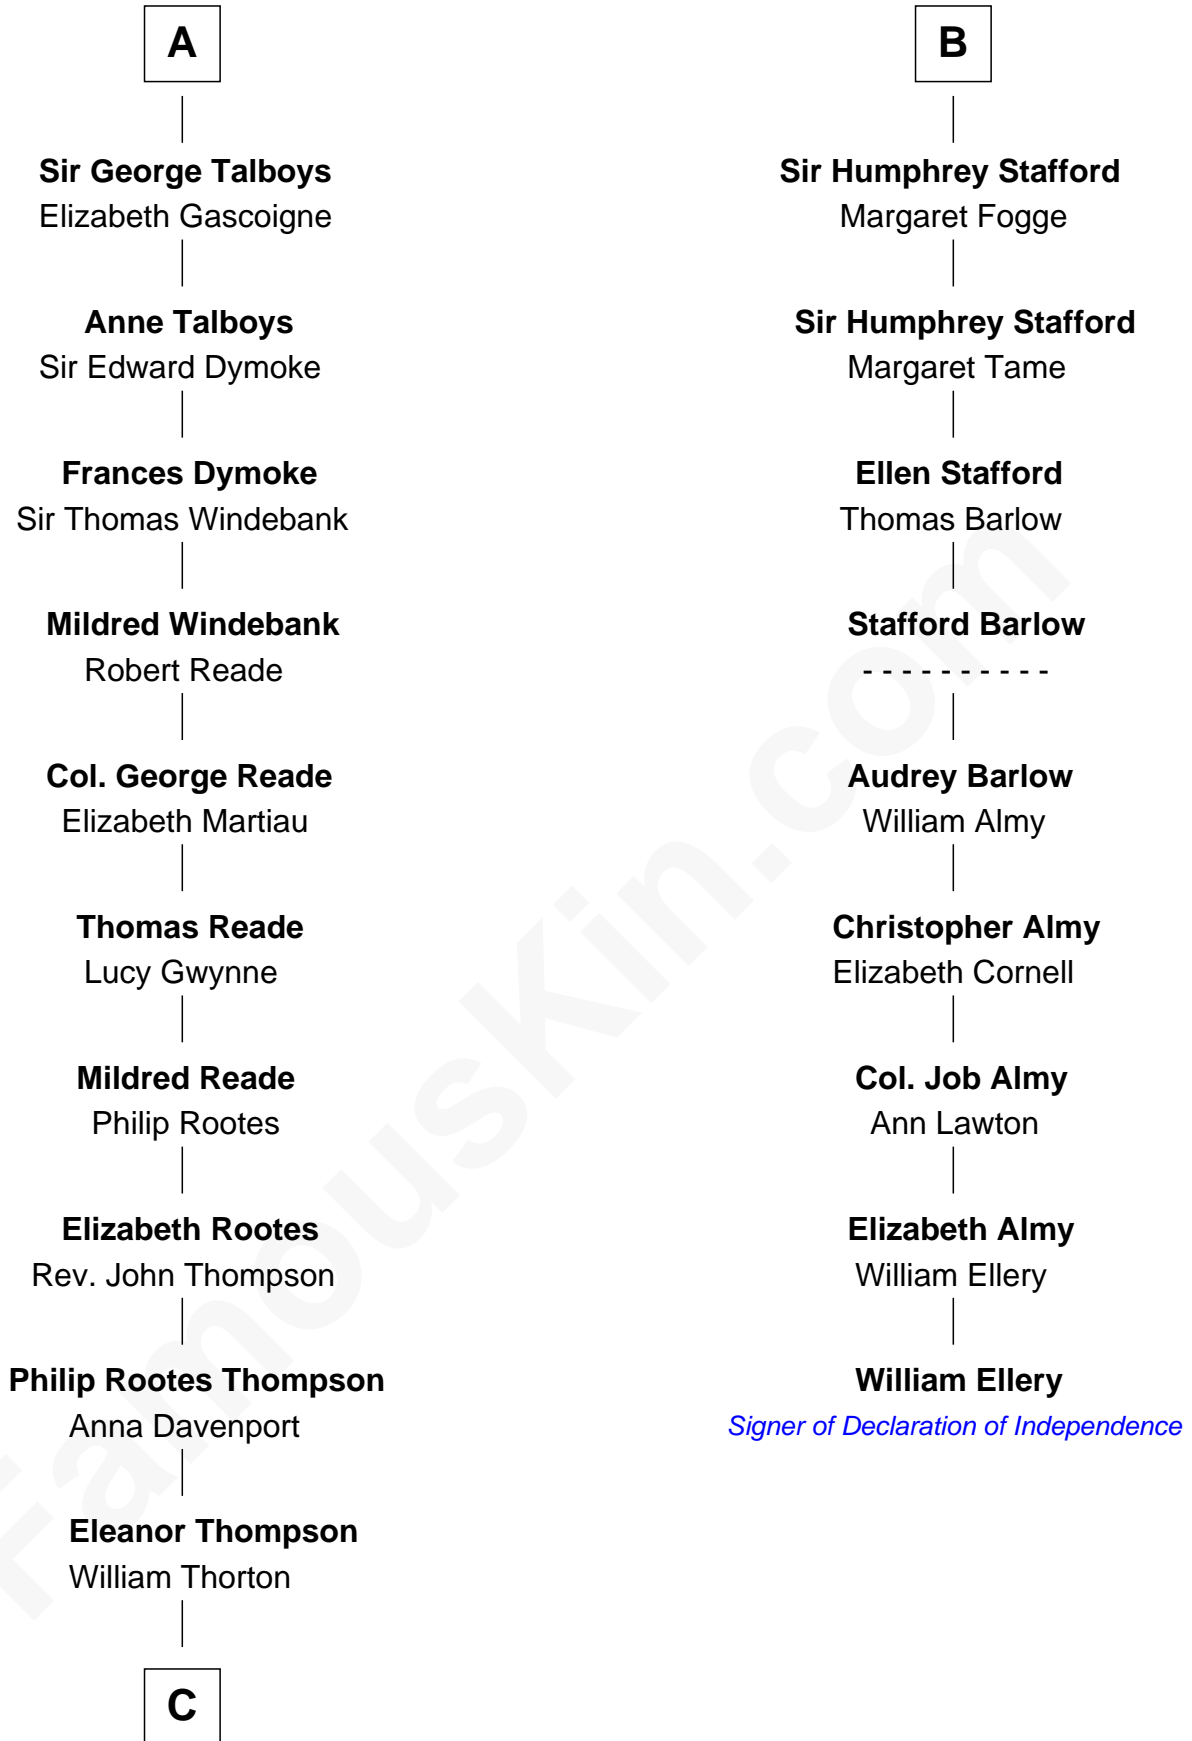 A
Sir George Talboys
Elizabeth Gascoigne
Anne Talboys
Sir Edward Dymoke
Frances Dymoke
Sir Thomas Windebank
Mildred Windebank
Robert Reade
Col. George Reade
Elizabeth Martiau
Thomas Reade
Lucy Gwynne
Mildred Reade
Philip Rootes
Elizabeth Rootes
Rev. John Thompson
Philip Rootes Thompson
Anna Davenport
Eleanor Thompson
William Thorton
C
B
Sir Humphrey Stafford
Margaret Fogge
Sir Humphrey Stafford
Margaret Tame
Ellen Stafford
Thomas Barlow
Stafford Barlow
- - - - - - - - - -
Audrey Barlow
William Almy
Christopher Almy
Elizabeth Cornell
Col. Job Almy
Ann Lawton
Elizabeth Almy
William Ellery
William Ellery
Signer of Declaration of Independence
FamousKin.com